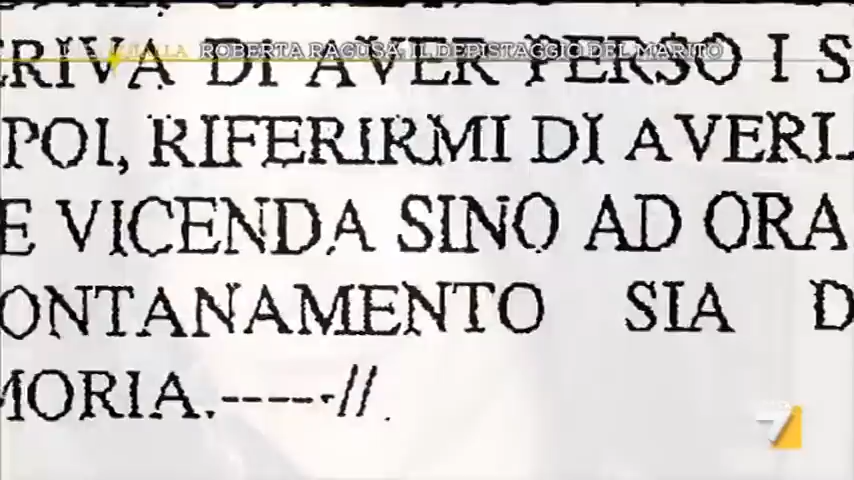 ROBERTA RAGUSA, IL DEPISTAGGIO DEL MARITO
ERIVA DI AVER PERSO I S
POI, RIFERIRMI DI AVERL
E VICENDA SINO AD ORA
ONTANAMENTO SIA D
MORIA.-----//.
7